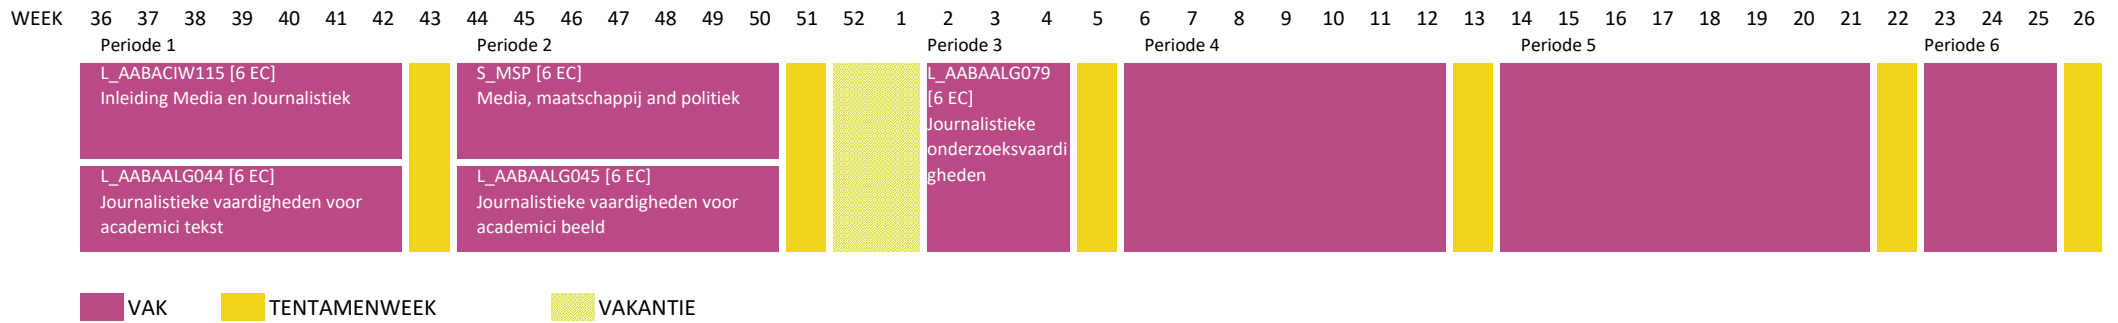 WEEK 36 37 38 39 40 41 42 43 44 45 46 47 48 49 50 51 52 1 2 3 4 5 6 7 8 9 10 11 12 13 14 15 16 17 18 19 20 21 22 23 24 25 26
Periode 1 Periode 2 Periode 3 Periode 4 Periode 5 Periode 6
L_AABACIW115 [6 EC]
Inleiding Media en Journalistiek
L_AABAALG044 [6 EC]
Journalistieke vaardigheden voor
academici tekst
S_MSP [6 EC]
Media, maatschappij and politiek
L_AABAALG045 [6 EC]
Journalistieke vaardigheden voor
academici beeld
L_AABAALG079
[6 EC]
Journalistieke
onderzoeksvaardi
gheden
VAK TENTAMENWEEK VAKANTIE